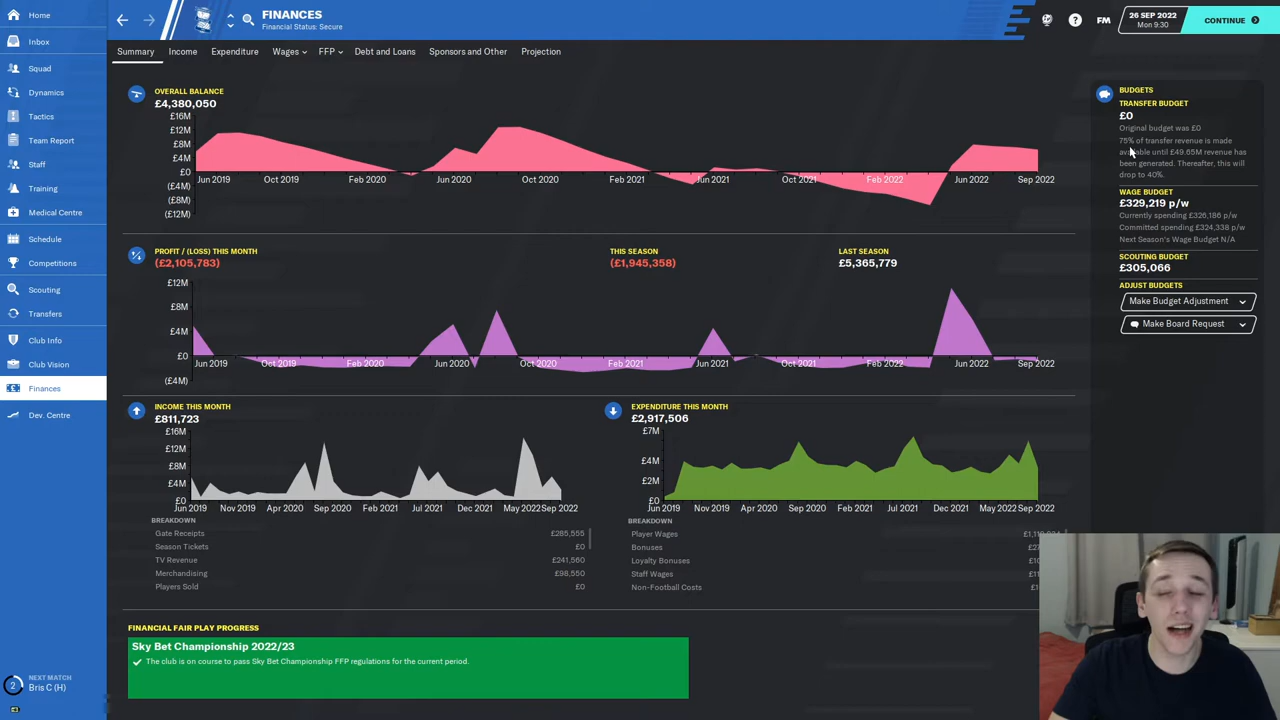 Home
Inbox
Squad
Dynamics
Tactics
Team Report
Staff
Training
Medical Centre
Schedule
Competitions
Scouting
Transfers
Club Info
Club Vision
Finances
Dev. Centre
2
NEXT MATCH
Bris C (H)
FINANCES
Financial Status: Secure
?
FM
26 SEP 2022
Mon 9:30
CONTINUE
Summary
Income
Expenditure
Wages
FFP
Debt and Loans
Sponsors and Other
Projection
OVERALL BALANCE
£4,380,050
£16M
£12M
£8M
£4M
£0
(£4M)
(£8M)
(£12M)
Jun 2019
Oct 2019
Feb 2020
Jun 2020
Oct 2020
Feb 2021
Jun 2021
Oct 2021
Feb 2022
Jun 2022
Sep 2022
PROFIT / (LOSS) THIS MONTH
(£2,105,783)
THIS SEASON
(£1,945,358)
LAST SEASON
£5,365,779
£12M
£8M
£4M
£0
(£4M)
Jun 2019
Oct 2019
Feb 2020
Jun 2020
Oct 2020
Feb 2021
Jun 2021
Oct 2021
Feb 2022
Jun 2022
Sep 2022
INCOME THIS MONTH
£811,723
£16M
£12M
£8M
£4M
£0
Jun 2019
Nov 2019
Apr 2020
Sep 2020
Feb 2021
Jul 2021
Dec 2021
May 2022
Sep 2022
BREAKDOWN
Gate Receipts £285,555
Season Tickets £0
TV Revenue £241,560
Merchandising £98,550
Players Sold £0
EXPENDITURE THIS MONTH
£2,917,506
£7M
£4M
£2M
£0
Jun 2019
Nov 2019
Apr 2020
Sep 2020
Feb 2021
Jul 2021
Dec 2021
May 2022
Sep 2022
BREAKDOWN
Player Wages
Bonuses
Loyalty Bonuses
Staff Wages
Non-Football Costs
FINANCIAL FAIR PLAY PROGRESS
Sky Bet Championship 2022/23
The club is on course to pass Sky Bet Championship FFP regulations for the current period.
BUDGETS
TRANSFER BUDGET
£0
Original budget was £0
75% of transfer revenue is made
available until £49.65M revenue has
been generated. Thereafter, this will
drop to 40%.
WAGE BUDGET
£329,219 p/w
Currently spending £326,186 p/w
Committed spending £324,338 p/w
Next Season's Wage Budget N/A
SCOUTING BUDGET
£305,066
ADJUST BUDGETS
Make Budget Adjustment
Make Board Request